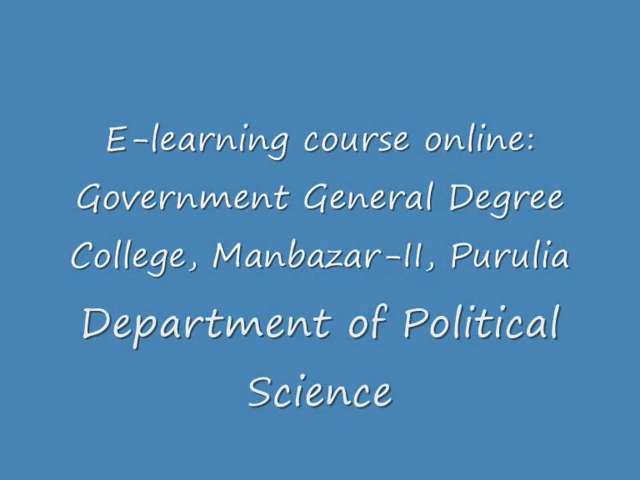 E-learning course online:
Government General Degree
College, Manbazar-II, Purulia
Department of Political
Science